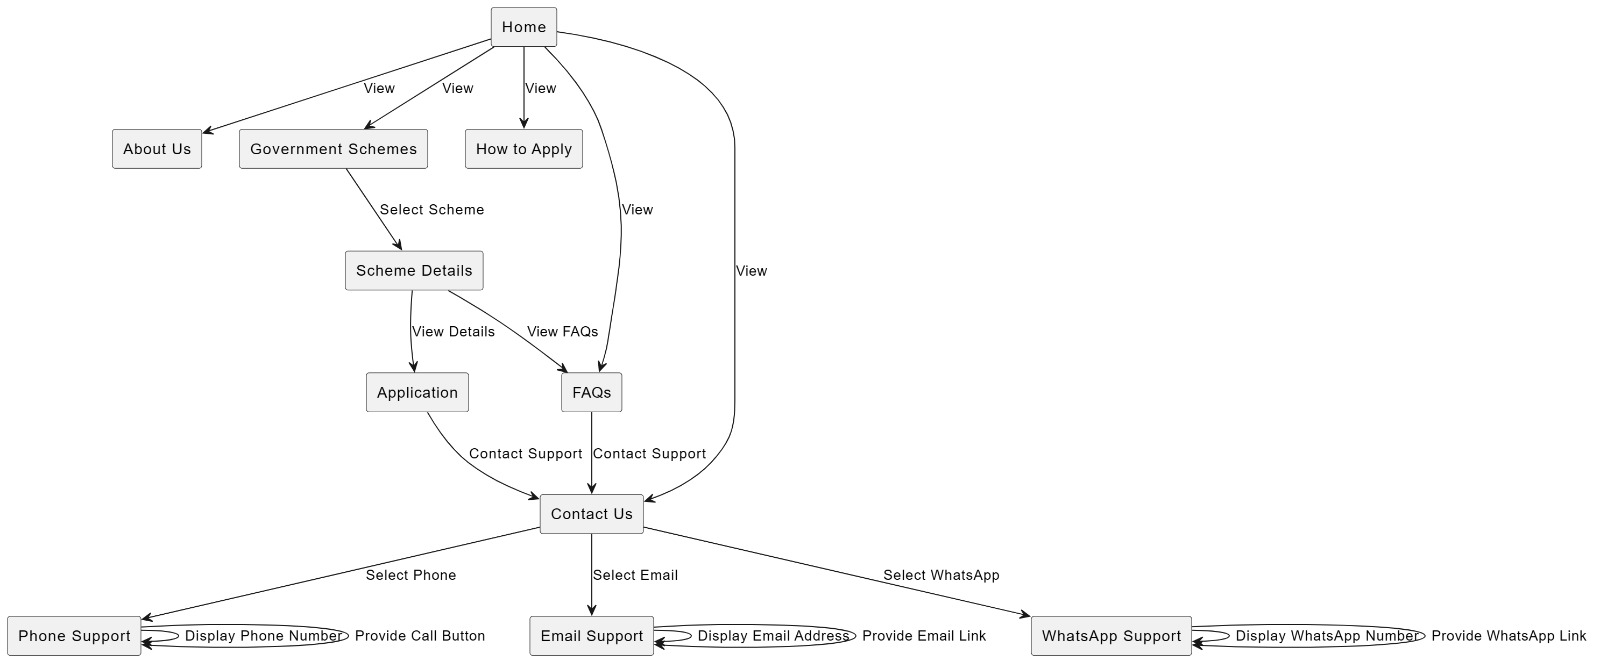 Home
View
View
View
About Us
Government Schemes
How to Apply
Select Scheme
View
Scheme Details
View
View Details
View FAQs
Application
FAQs
Contact Support
Contact Support
Contact Us
Select Phone
Select Email
Select WhatsApp
Phone Support
Display Phone Number
Provide Call Button
Email Support
Display Email Address
Provide Email Link
WhatsApp Support
Display WhatsApp Number
Provide WhatsApp Link